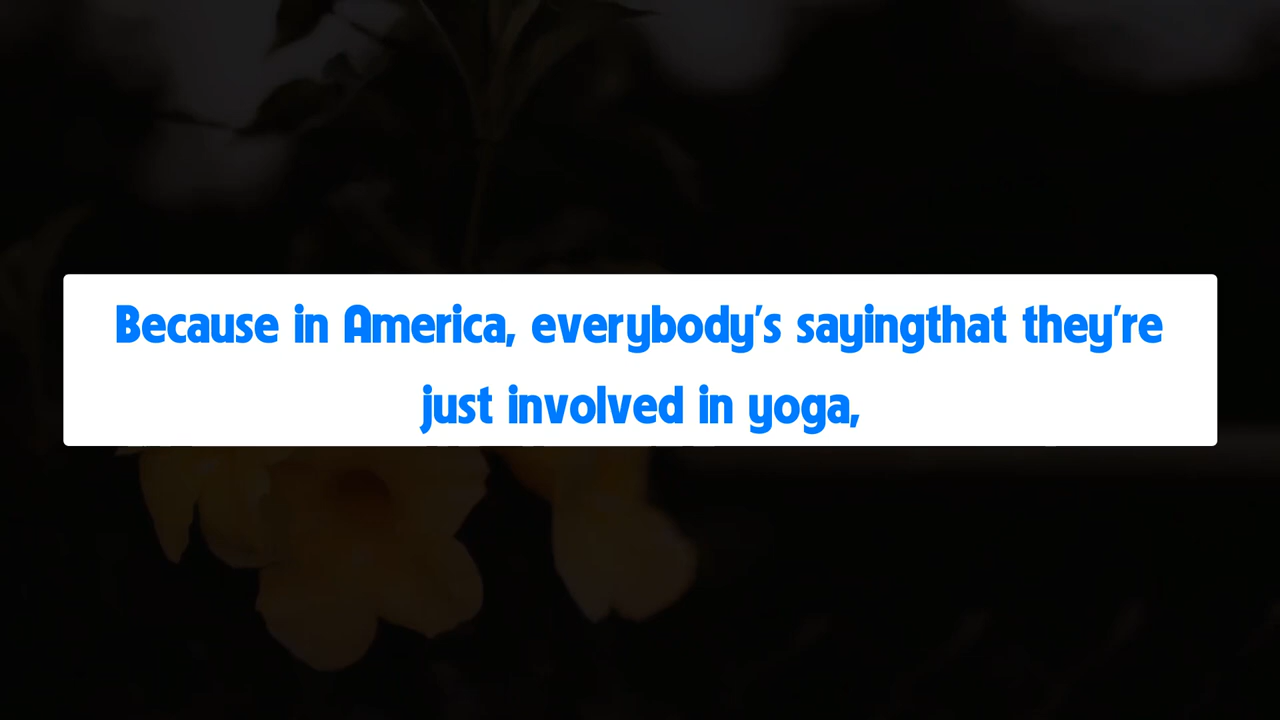 Because in America, everybody's sayingthat they're
just involved in yoga,